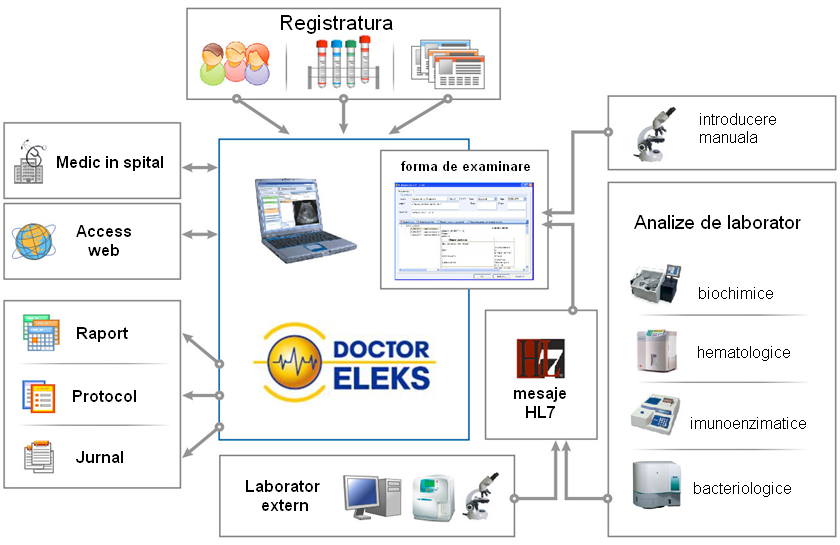 Registratura
Medic in spital
Access
web
Raport
Protocol
Jurnal
forma de examinare
DOCTOR
ELEKS
HL7
mesaje
HL7
Laborator
extern
introducere
manuala
Analize de laborator
biochimice
hematologice
imunoenzimatice
bacteriologice